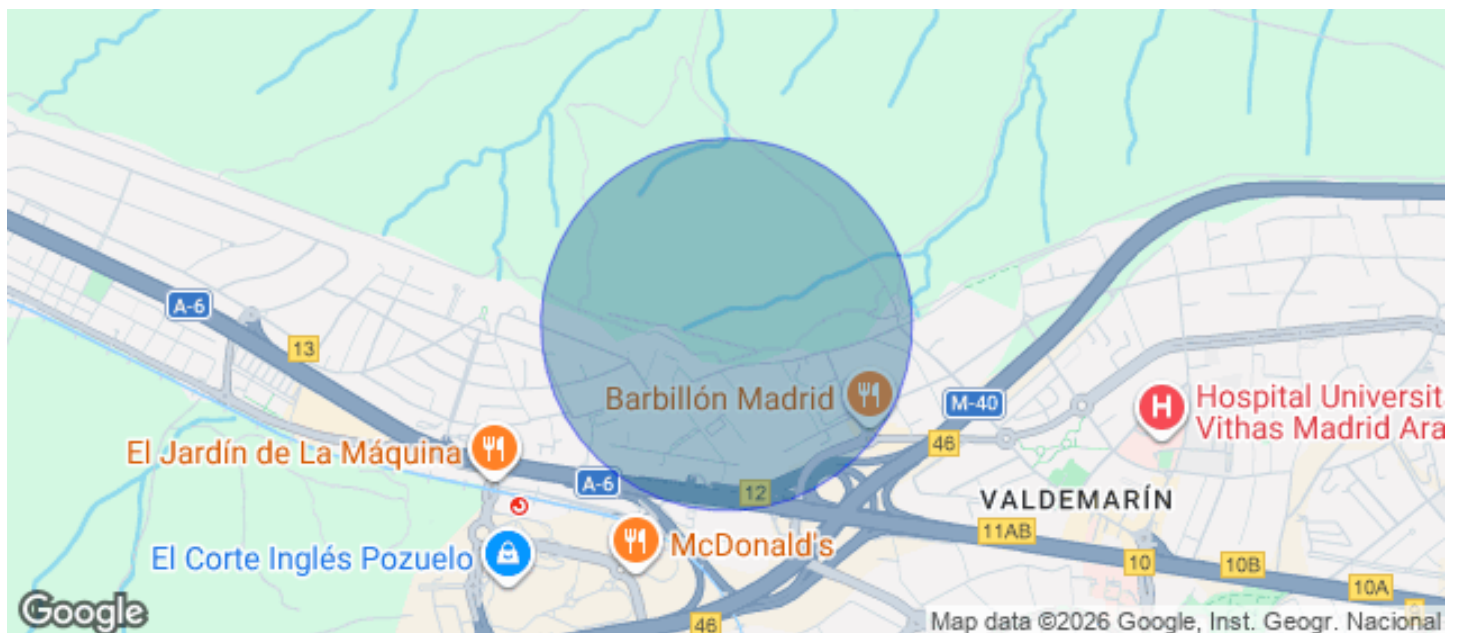 A-6
13
Barbillón Madrid
M-40
Hospital Universit
Vithas Madrid Ara
46
El Jardín de La Máquina
A-6
12
VALDEMARÍN
11AB
McDonald's
El Corte Inglés Pozuelo
10
10B
10A
Google
46
Map data ©2026 Google, Inst. Geogr. Nacional